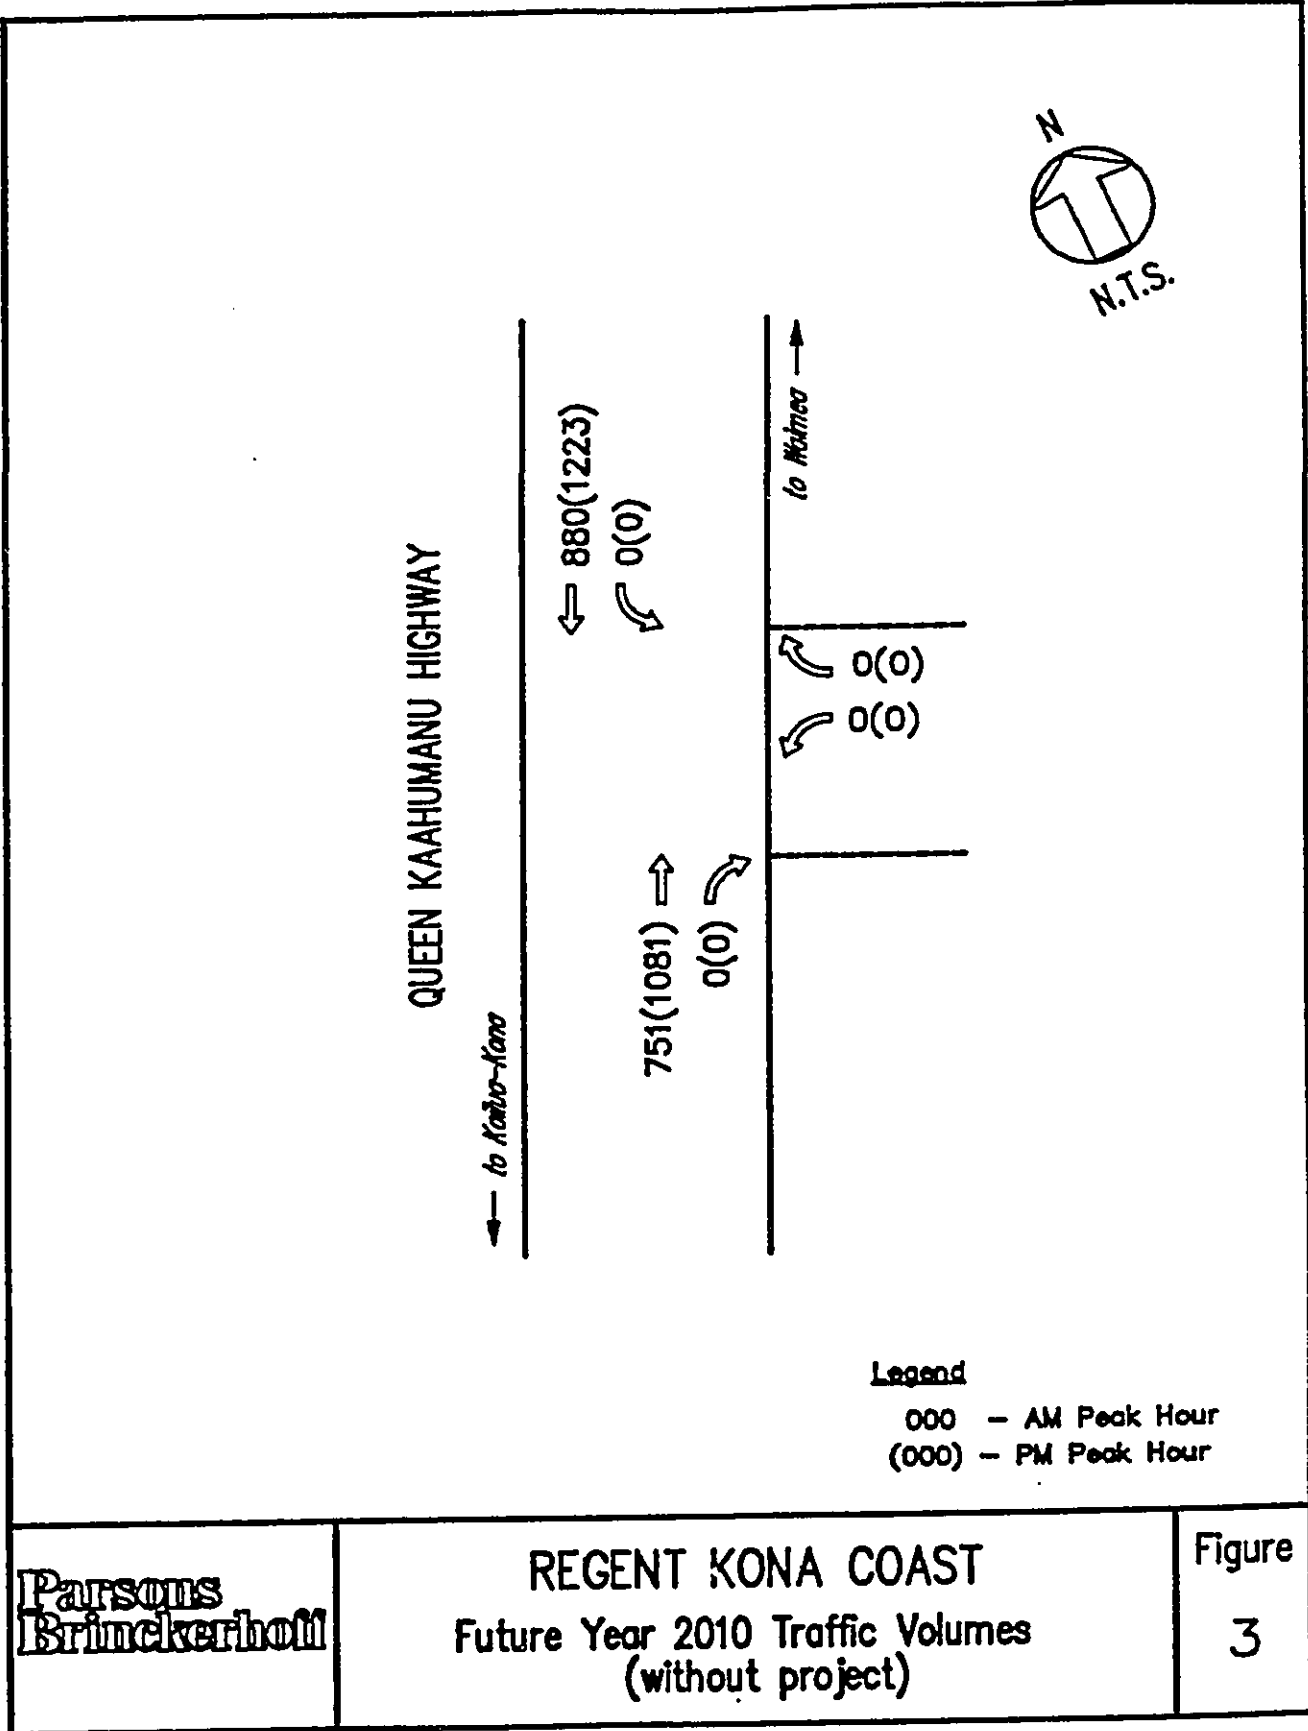 N
N.T.S.
QUEEN KAAHUMANU HIGHWAY
to Waimea
880(1223)
0(0)
0(0)
0(0)
751(1081)
0(0)
to Kailua-Kona
Legend
000 - AM Peak Hour
(000) - PM Peak Hour
Parsons
Brinckerhoff
REGENT KONA COAST
Future Year 2010 Traffic Volumes
(without project)
Figure
3